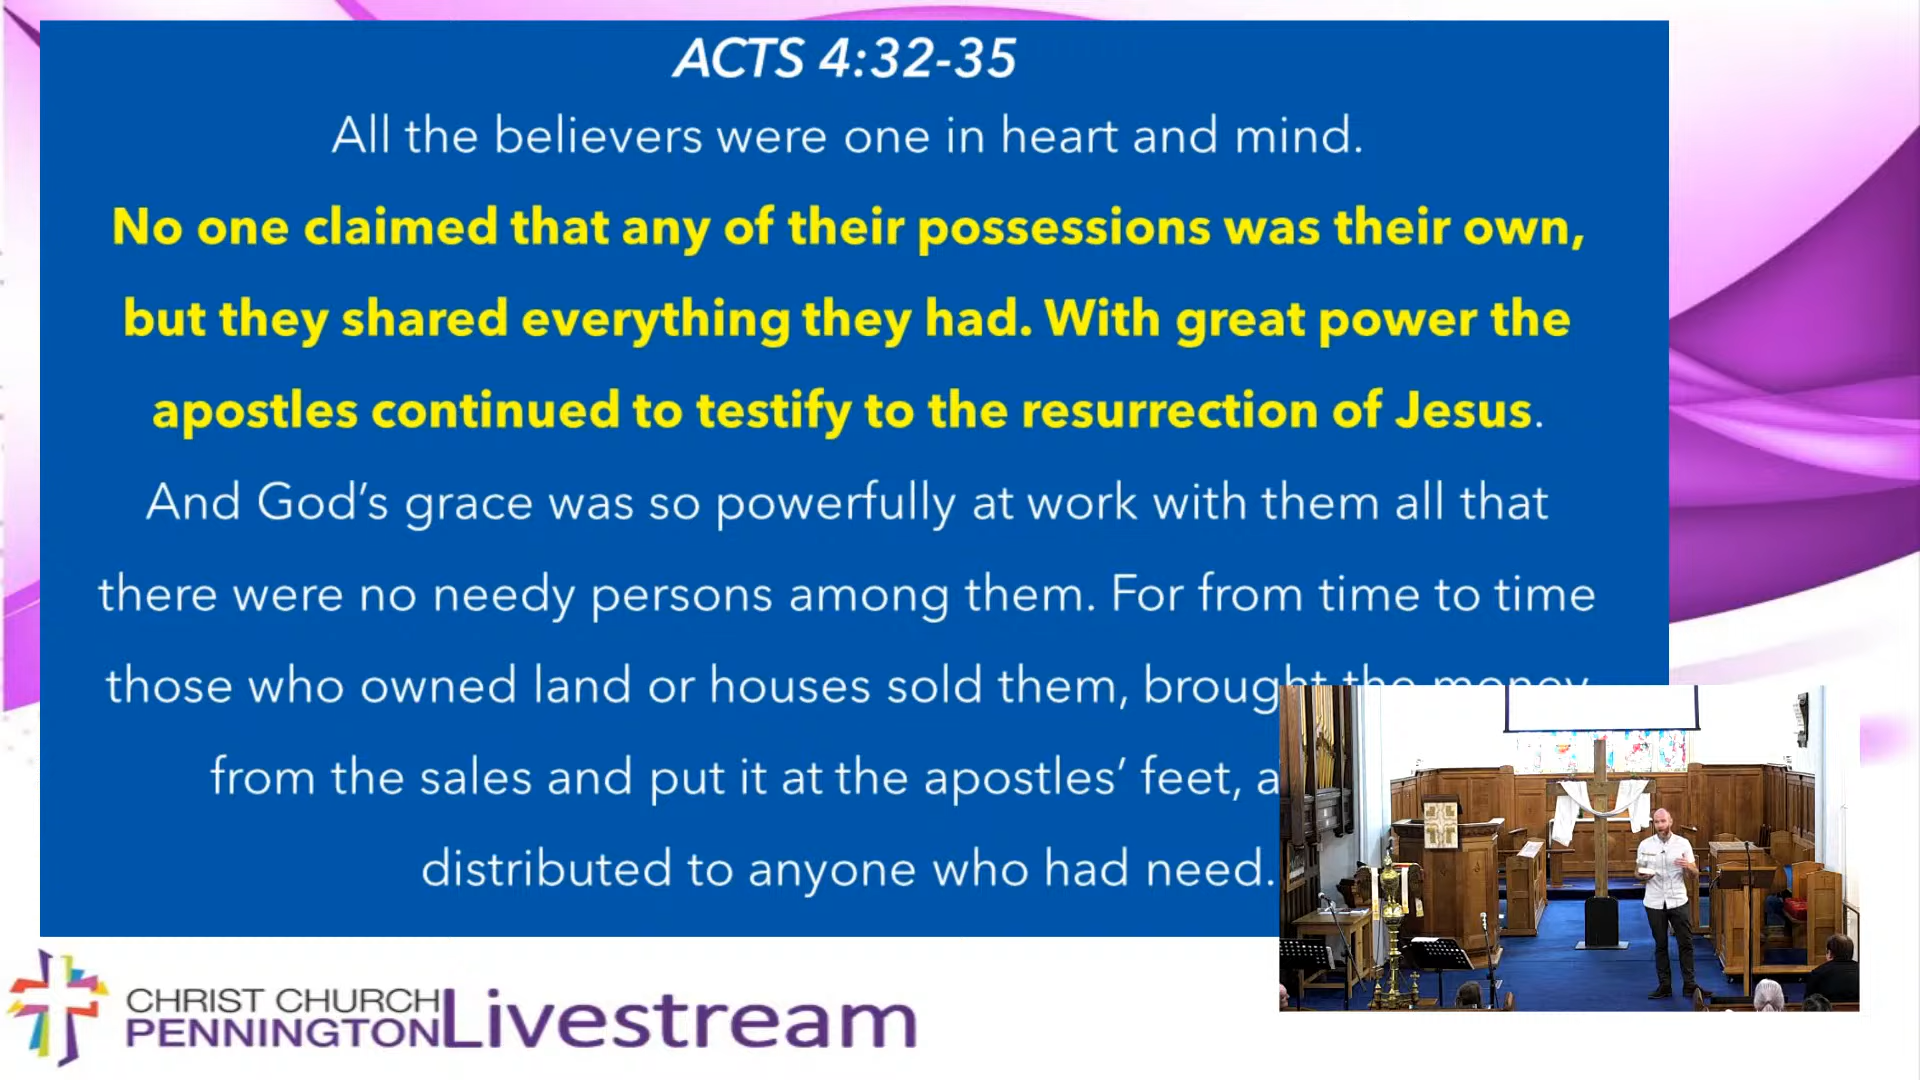 ACTS 4:32-35
All the believers were one in heart and mind.
No one claimed that any of their possessions was their own,
but they shared everything they had. With great power the
apostles continued to testify to the resurrection of Jesus.
And God’s grace was so powerfully at work with them all that
there were no needy persons among them. For from time to time
those who owned land or houses sold them, brought the money
from the sales and put it at the apostles’ feet,
distributed to anyone who had need.
CHRIST CHURCH
PENNINGTON
Livestream